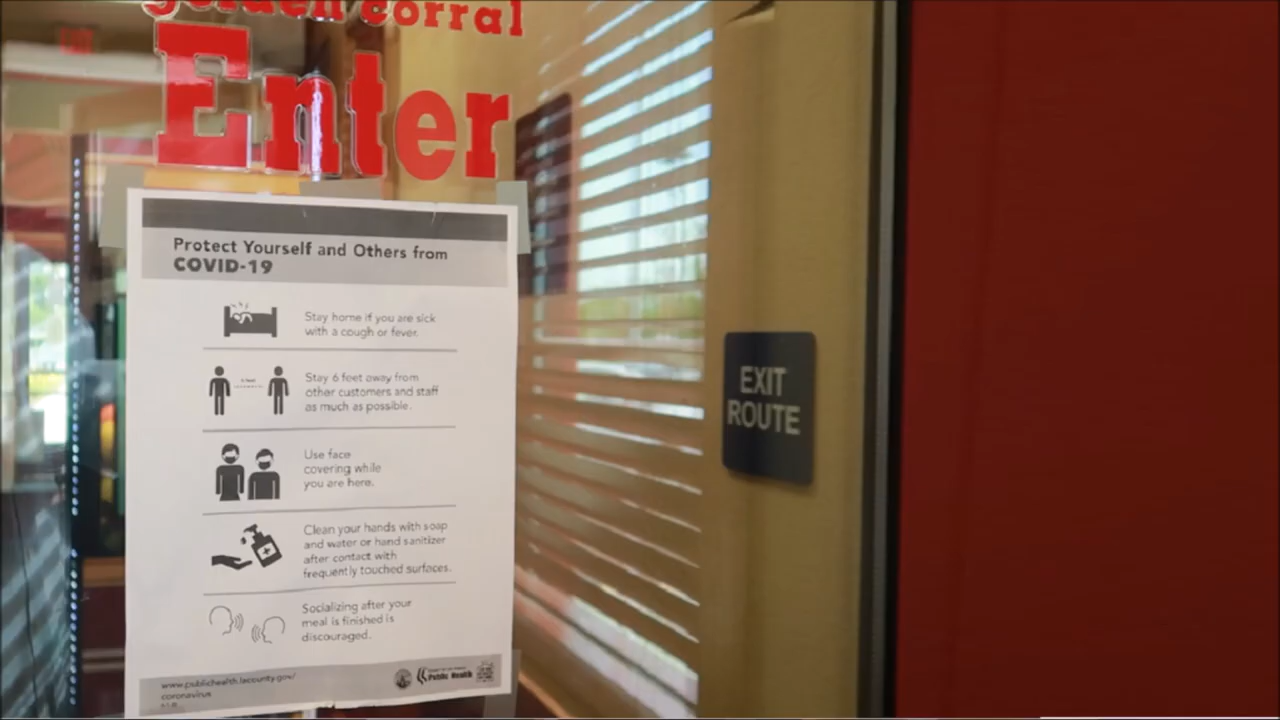 golden corral
Enter
Protect Yourself and Others from
COVID-19
Stay home if you are sick
with a cough or fever.
Stay 6 feet away from
other customers and staff
as much as possible.
Use face
covering while
you are here.
Clean your hands with soap
and water or hand sanitizer
after contact with
frequently touched surfaces.
Socializing after your
meal is finished is
discouraged.
www.publichealth.lacounty.gov/
coronavirus
Public Health
EXIT
ROUTE